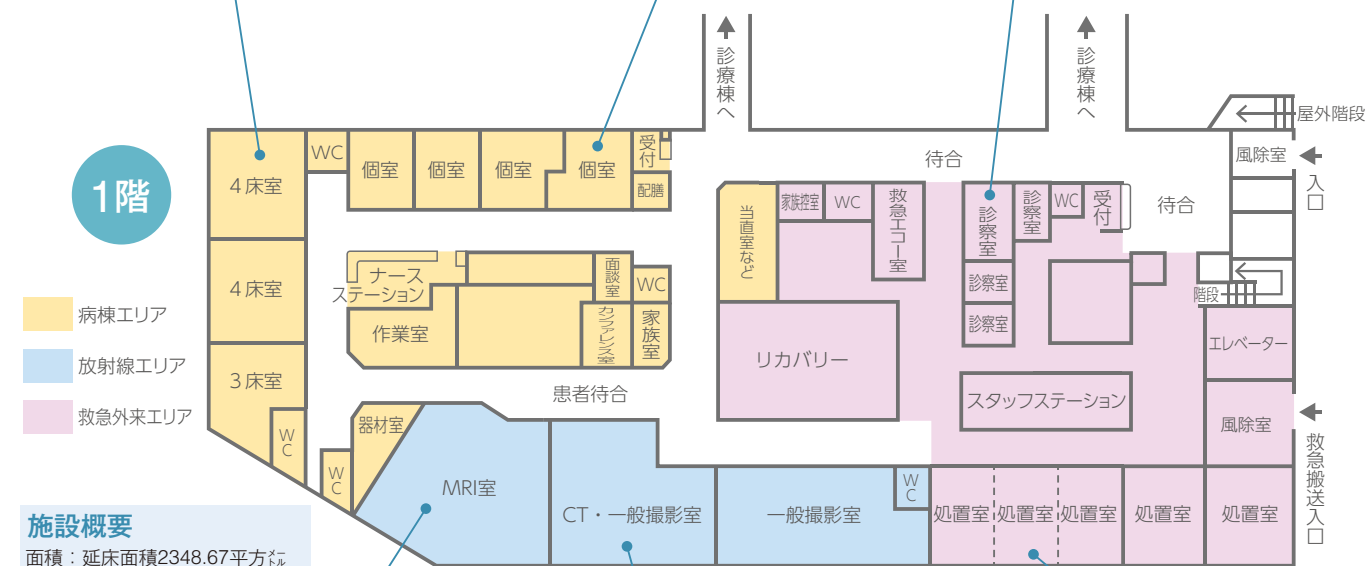 診療棟へ
診療棟へ
屋外階段
1階
WC
個室
個室
個室
個室
受付
配膳
4床室
待合
風除室
入口
当直室など
家族控室
WC
救急エコー室
診察室
診察室
WC
受付
待合
4床室
ナース
ステーション
面談室
WC
診察室
階段
病棟エリア
作業室
カンファレンス室
家族室
診察室
エレベーター
放射線エリア
3床室
リカバリー
患者待合
スタッフステーション
救急外来エリア
器材室
風除室
救急搬送入口
WC
WC
MRI室
CT・一般撮影室
一般撮影室
WC
処置室
処置室
処置室
処置室
処置室
施設概要
面積：延床面積2348.67平方メートル